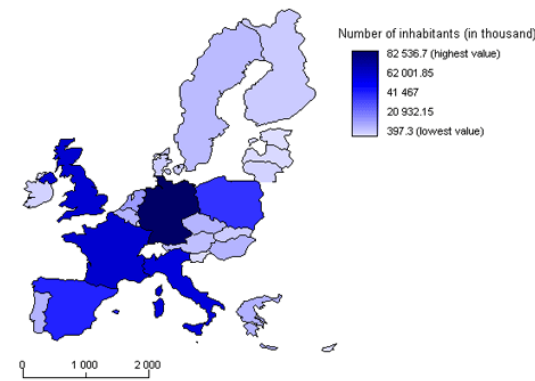 Number of inhabitants (in thousand)
82 536.7 (highest value)
62 001.85
41 467
20 932.15
397.3 (lowest value)
0 1 000 2 000